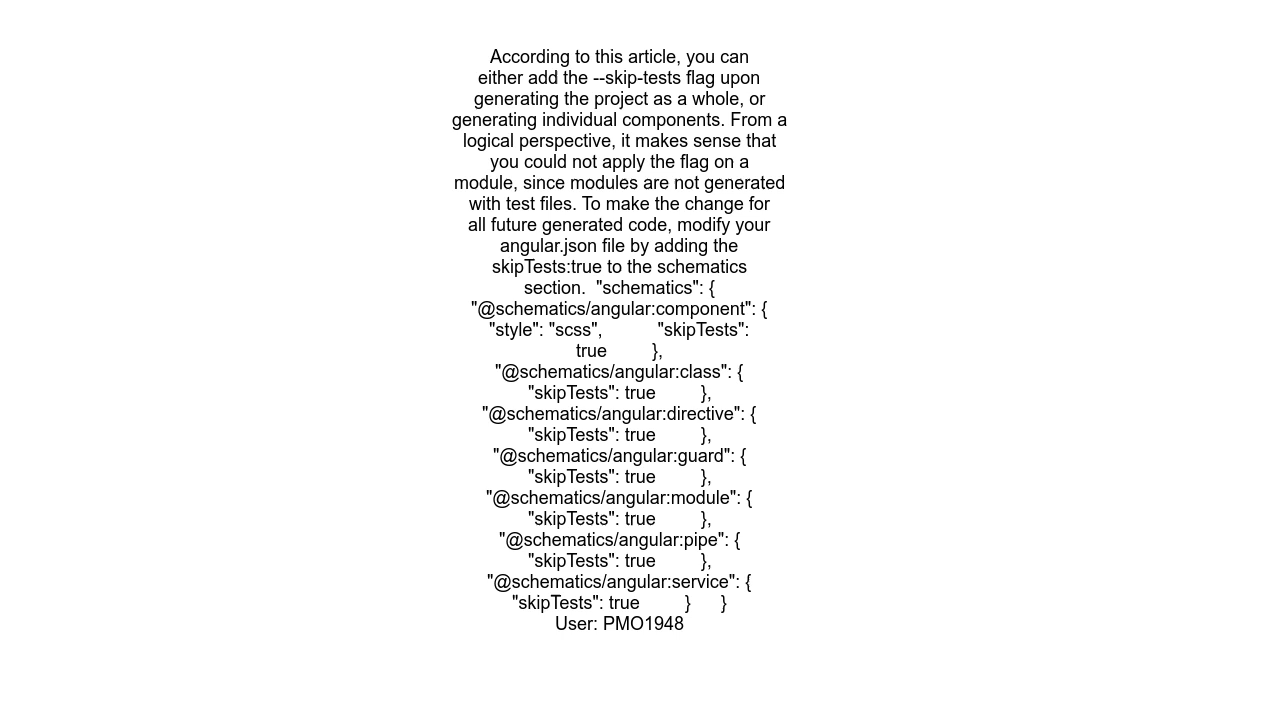 According to this article, you can
either add the --skip-tests flag upon
generating the project as a whole, or
generating individual components. From a
logical perspective, it makes sense that
you could not apply the flag on a
module, since modules are not generated
with test files. To make the change for
all future generated code, modify your
angular.json file by adding the
skipTests:true to the schematics
section.  "schematics": {
"@schematics/angular:component": {
"style": "scss",           "skipTests":
true         },
"@schematics/angular:class": {
"skipTests": true         },
"@schematics/angular:directive": {
"skipTests": true         },
"@schematics/angular:guard": {
"skipTests": true         },
"@schematics/angular:module": {
"skipTests": true         },
"@schematics/angular:pipe": {
"skipTests": true         },
"@schematics/angular:service": {
"skipTests": true         }      }
User: PMO1948